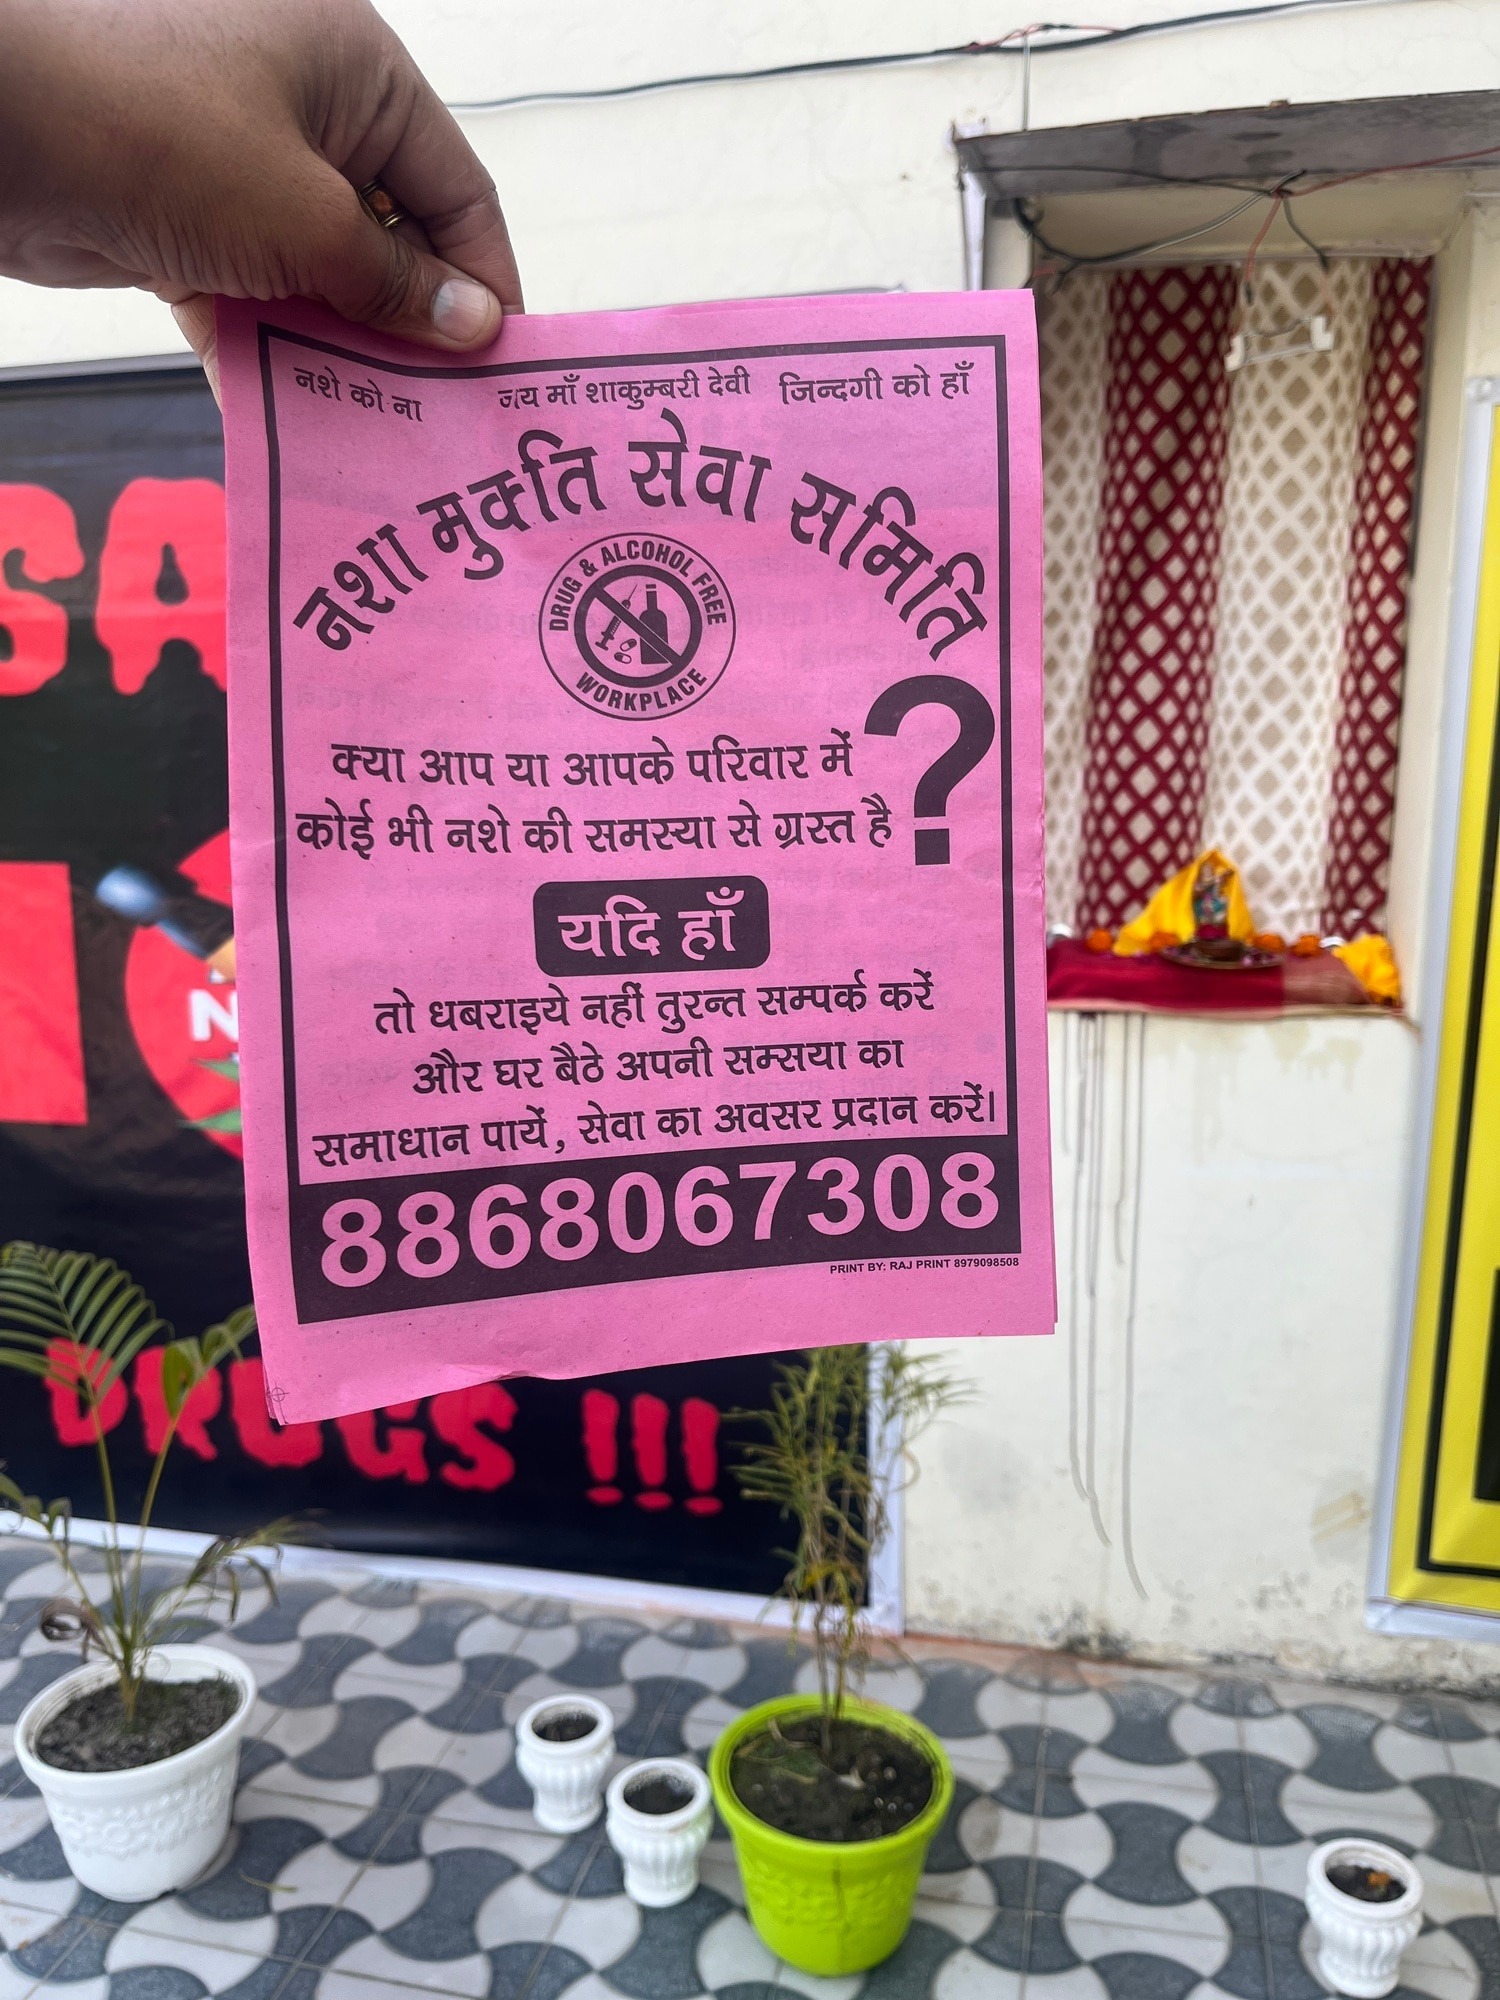 नशे को ना जय माँ शाकुम्बरी देवी जिन्दगी को हाँ
नशा मुक्ति सेवा समिति
DRUG & ALCOHOL FREE
WORKPLACE
क्या आप या आपके परिवार में
कोई भी नशे की समस्या से ग्रस्त है ?
यदि हाँ
तो धबराइये नहीं तुरन्त सम्पर्क करें
और घर बैठे अपनी सम्सया का
समाधान पायें, सेवा का अवसर प्रदान करें।
8868067308
PRINT BY: RAJ PRINT 8979098508
DRUGS !!!